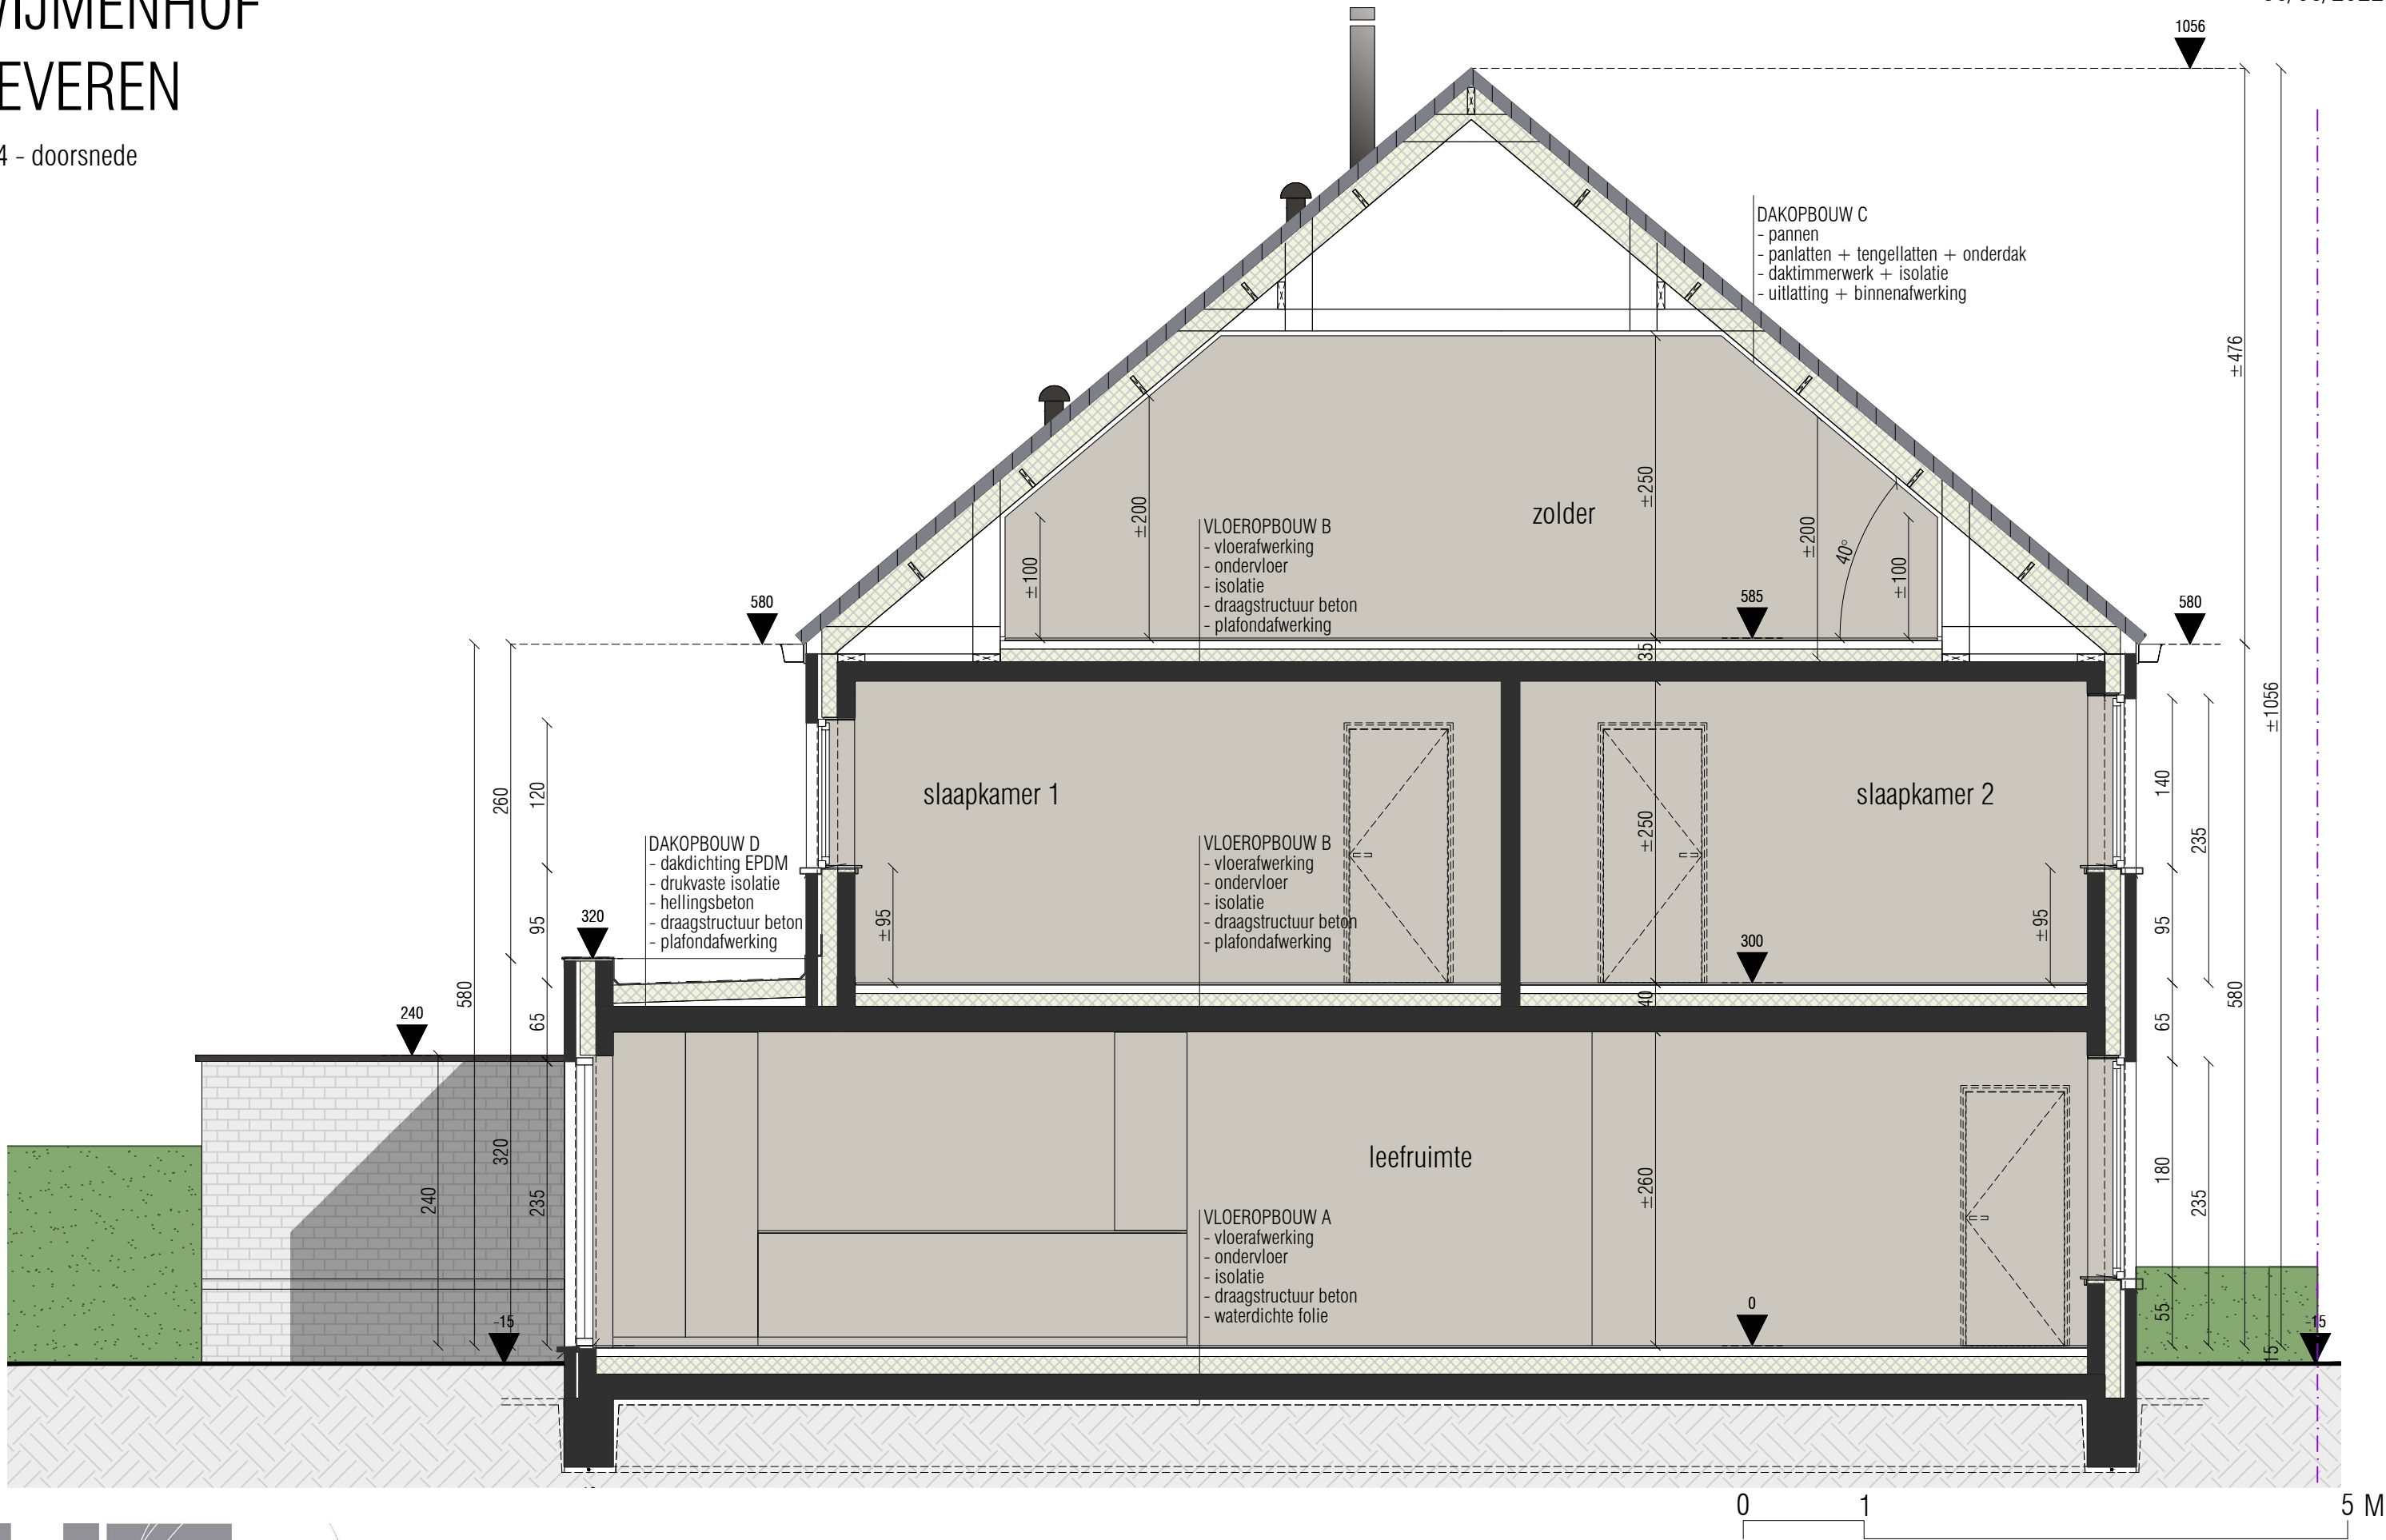 4 - doorsnede
1056
DAKOPBOUW C
- pannen
- panlatten + tengellatten + onderdak
- daktimmerwerk + isolatie
- uitlatting + binnenafwerking
±476
±250
zolder
±200
±200
40°
±100
±100
VLOEROPBOUW B
- vloerafwerking
- ondervloer
- isolatie
- draagstructuur beton
- plafondafwerking
580
585
580
35
±1056
260
120
slaapkamer 1
slaapkamer 2
140
235
±250
DAKOPBOUW D
- dakdichting EPDM
- drukvaste isolatie
- hellingsbeton
- draagstructuur beton
- plafondafwerking
VLOEROPBOUW B
- vloerafwerking
- ondervloer
- isolatie
- draagstructuur beton
- plafondafwerking
320
95
±95
±95
95
300
580
40
580
240
65
65
320
leefruimte
180
240
235
±260
235
VLOEROPBOUW A
- vloerafwerking
- ondervloer
- isolatie
- draagstructuur beton
- waterdichte folie
0
55
-15
-15
15
0 1 5 M